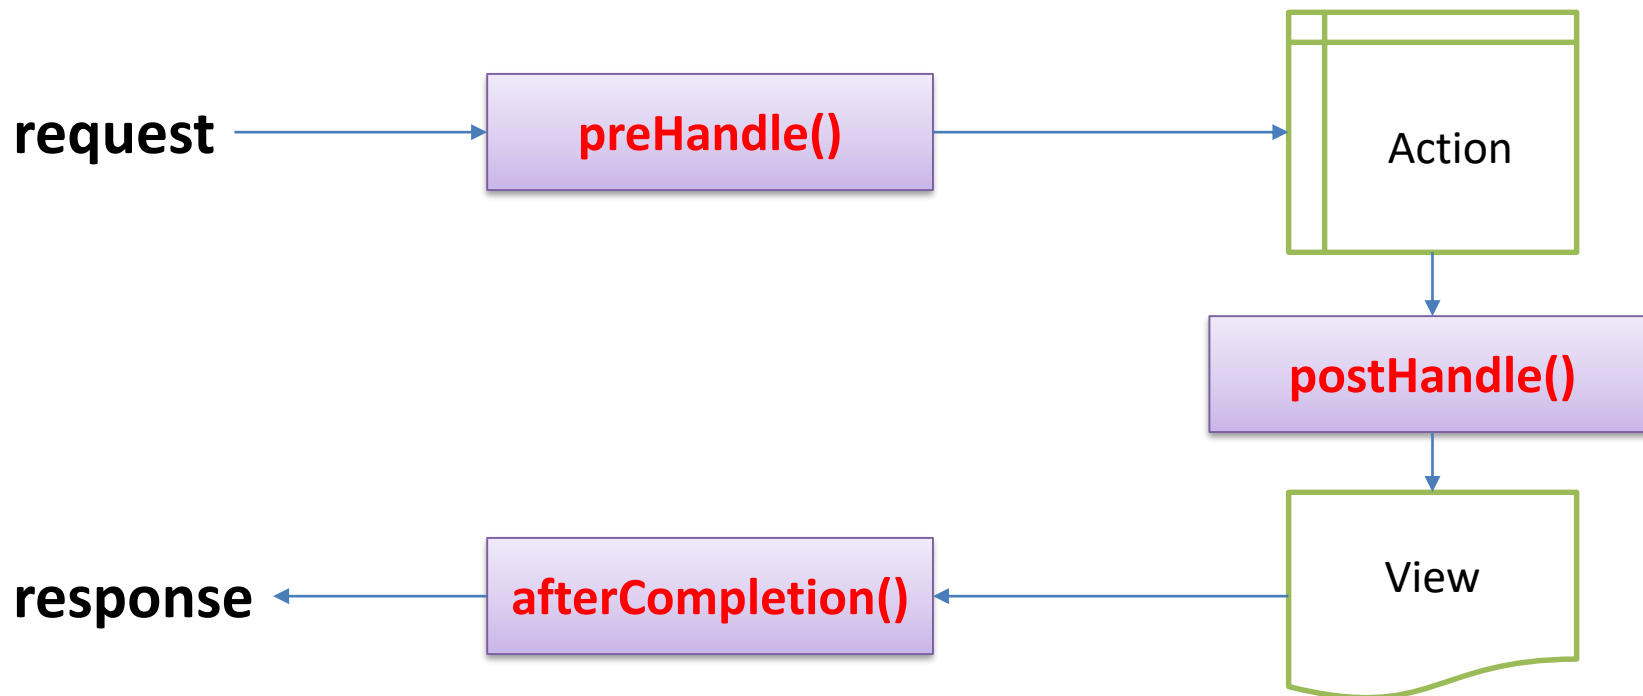 request
preHandle()
Action
postHandle()
View
afterCompletion()
response